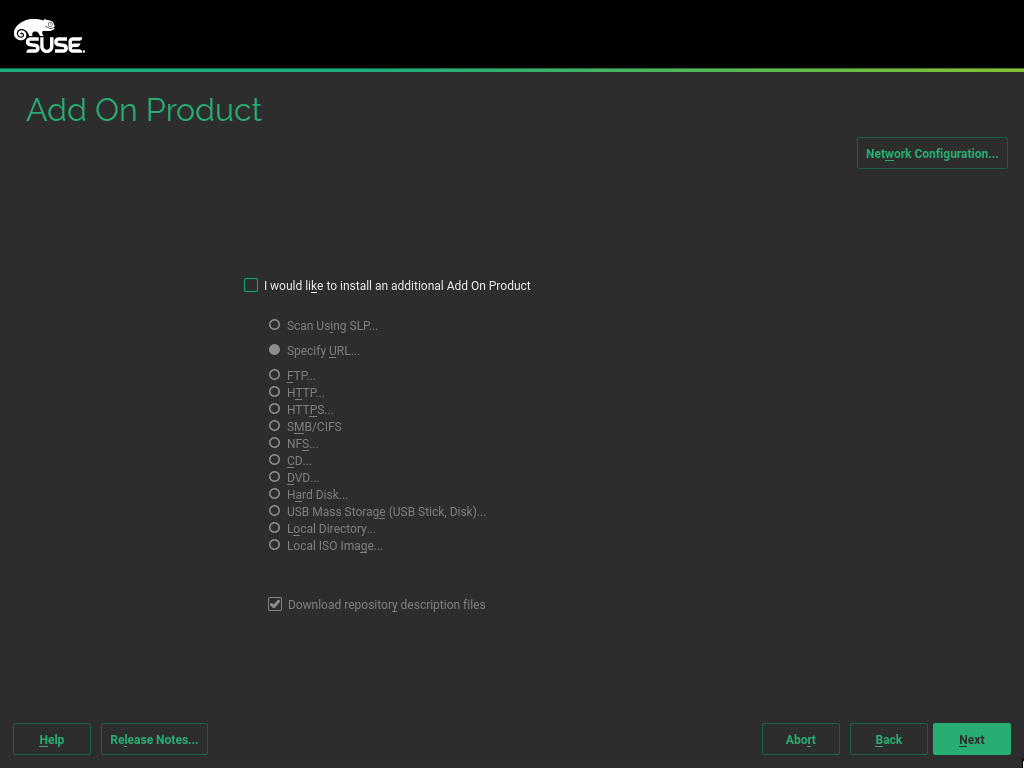 SUSE.
Add On Product
Network Configuration...
I would like to install an additional Add On Product
Scan Using SLP...
Specify URL...
FTP...
HTTP...
HTTPS...
SMB/CIFS
NFS...
CD...
DVD...
Hard Disk...
USB Mass Storage (USB Stick, Disk)...
Local Directory...
Local ISO Image...
Download repository description files
Help Release Notes... Abort Back Next